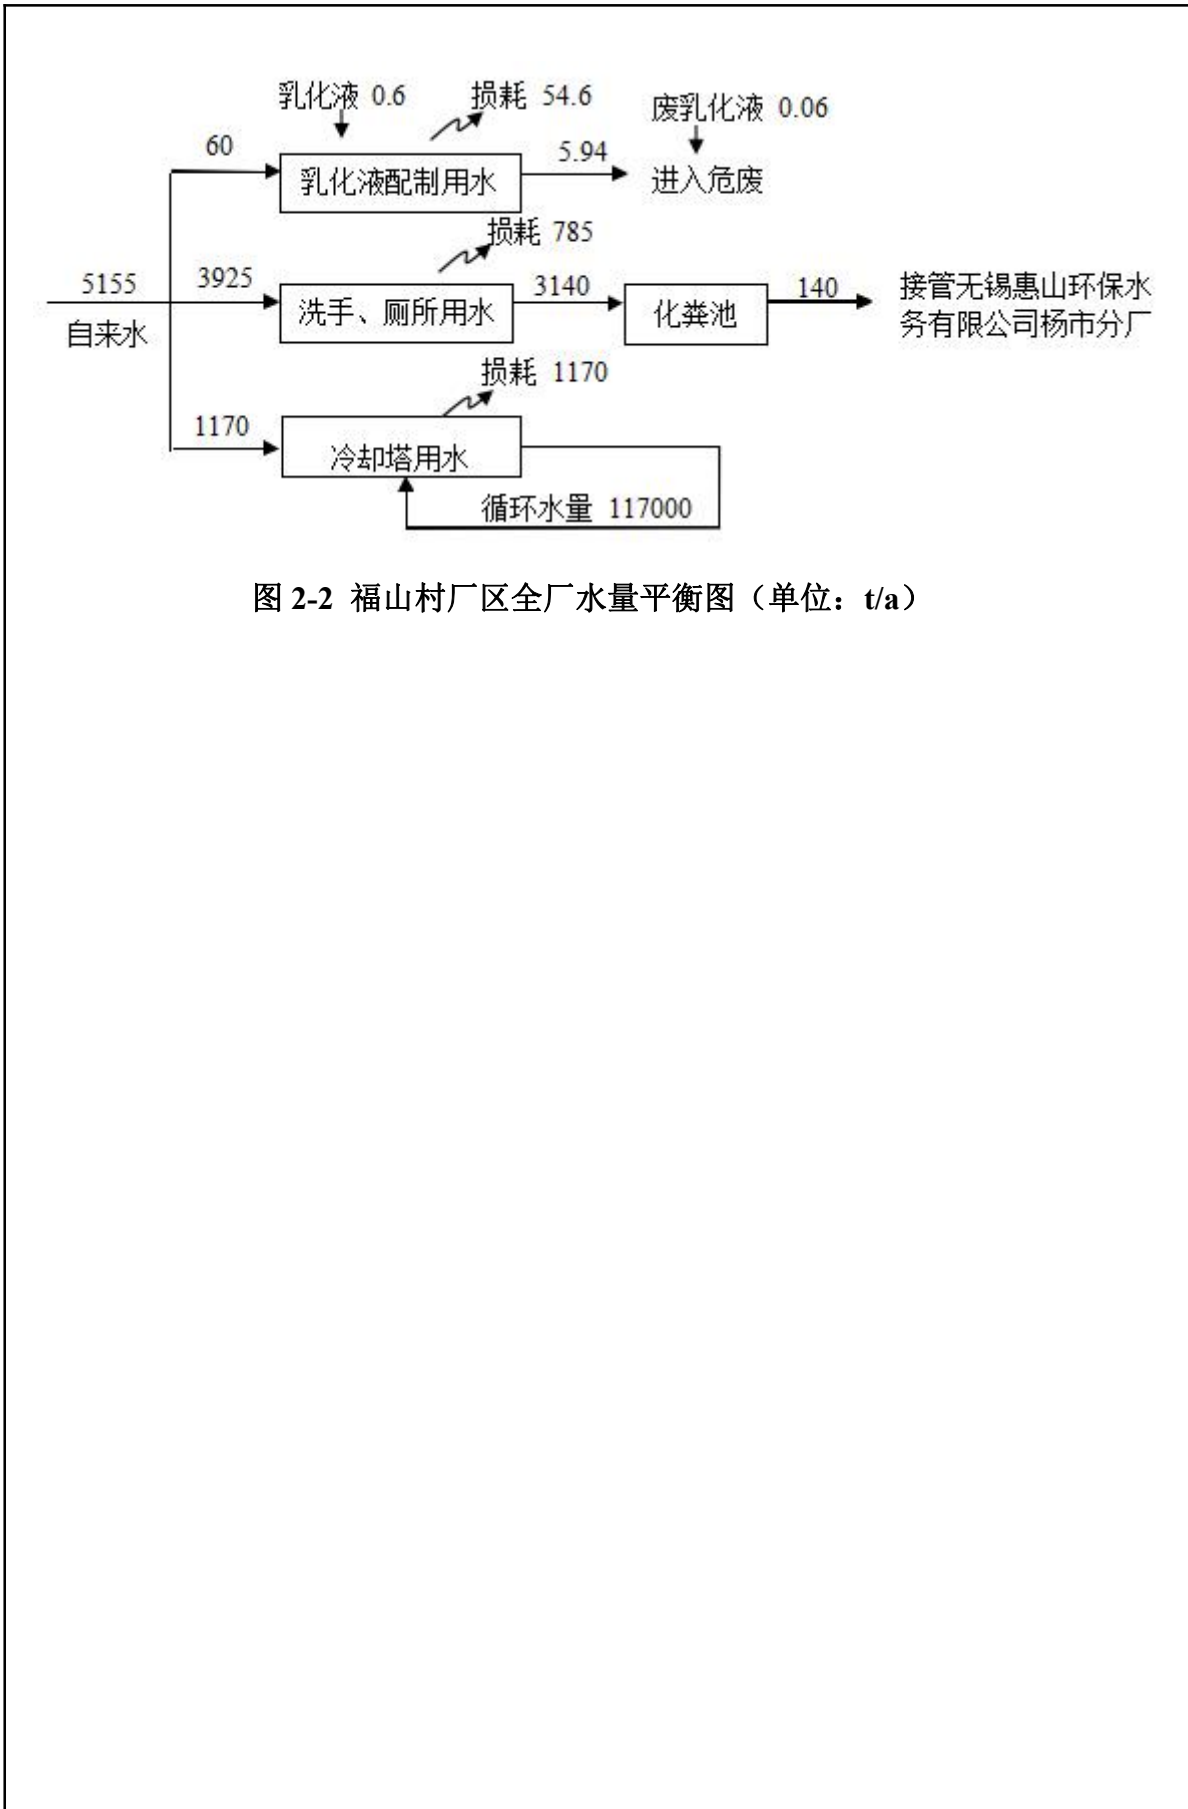 乳化液 0.6
损耗 54.6
废乳化液 0.06
60
乳化液配制用水
5.94
进入危废
损耗 785
5155
自来水
3925
洗手、厕所用水
3140
化粪池
140
接管无锡惠山环保水
务有限公司杨市分厂
损耗 1170
1170
冷却塔用水
循环水量 117000
图 2-2 福山村厂区全厂水量平衡图（单位：t/a）